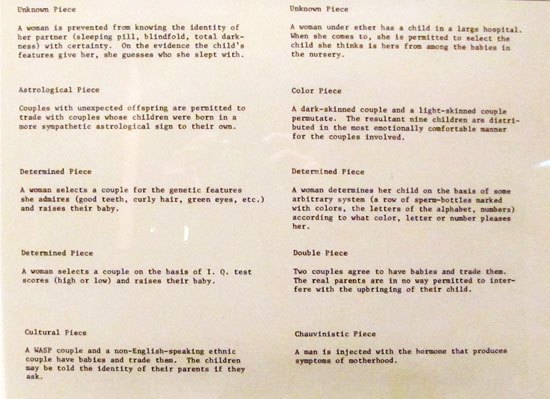 Unknown Piece
A woman is prevented from knowing the identity of
her partner (sleeping pill, blindfold, total dark-
ness) with certainty. On the evidence the child's
features give her, she guesses who she slept with.
Astrological Piece
Couples with unexpected offspring are permitted to
trade with couples whose children were born in a
more sympathetic astrological sign to their own.
Determined Piece
A woman selects a couple for the genetic features
she admires (good teeth, curly hair, green eyes, etc.)
and raises their baby.
Determined Piece
A woman selects a couple on the basis of I. Q. test
scores (high or low) and raises their baby.
Cultural Piece
A WASP couple and a non-English-speaking ethnic
couple have babies and trade them. The children
may be told the identity of their parents if they
ask.
Unknown Piece
A woman under ether has a child in a large hospital.
When she comes to, she is permitted to select the
child she thinks is hers from among the babies in
the nursery.
Color Piece
A dark-skinned couple and a light-skinned couple
permutate. The resultant nine children are distri-
buted in the most emotionally comfortable manner
for the couples involved.
Determined Piece
A woman determines her child on the basis of some
arbitrary system (a row of sperm-bottles marked
with colors, the letters of the alphabet, numbers)
according to what color, letter or number pleases
her.
Double Piece
Two couples agree to have babies and trade them.
The real parents are in no way permitted to inter-
fere with the upbringing of their child.
Chauvinistic Piece
A man is injected with the hormone that produces
symptoms of motherhood.